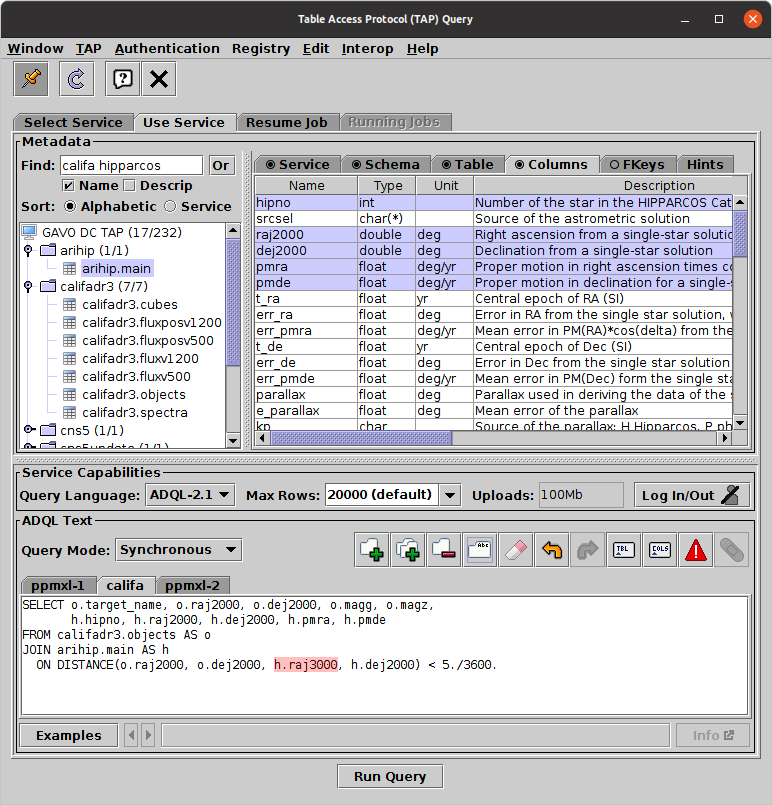 Table Access Protocol (TAP) Query
Window TAP Authentication Registry Edit Interop Help
Select Service Use Service Resume Job Running Jobs
Metadata
Find: califa hipparcos Or
Name Descrip
Sort: Alphabetic Service
GAVO DC TAP (17/232)
arihip (1/1)
arihip.main
califadr3 (7/7)
califadr3.cubes
califadr3.fluxposv1200
califadr3.fluxposv500
califadr3.fluxv1200
califadr3.fluxv500
califadr3.objects
califadr3.spectra
cns5 (1/1)
cns5update (1/1)
Service Schema Table Columns FKeys Hints
Name Type Unit Description
hipno int Number of the star in the HIPPARCOS Cat
srcsel char(*) Source of the astrometric solution
raj2000 double deg Right ascension from a single-star solutic
dej2000 double deg Declination from a single-star solution
pmra float deg/yr Proper motion in right ascension times co
pmde float deg/yr Proper motion in declination for a single-s
t_ra float yr Central epoch of RA (SI)
err_ra float deg Error in RA from the single star solution, w
err_pmra float deg/yr Mean error in PM(RA)*cos(delta) from the
t_de float yr Central epoch of Dec (SI)
err_de float deg Error in Dec from the single star solution
err_pmde float deg/yr Mean error in PM(Dec) form the single sta
parallax float deg Parallax used in deriving the data of the s
e_parallax float deg Mean error of the parallax
kp char Source of the parallax: H Hipparcos, P ph
Service Capabilities
Query Language: ADQL-2.1 Max Rows: 20000 (default) Uploads: 100Mb Log In/Out
ADQL Text
Query Mode: Synchronous Abc TBL COLS
ppmxl-1 califa ppmxl-2
SELECT o.target_name, o.raj2000, o.dej2000, o.magg, o.magz,
h.hipno, h.raj2000, h.dej2000, h.pmra, h.pmde
FROM califadr3.objects AS o
JOIN arihip.main AS h
ON DISTANCE(o.raj2000, o.dej2000, h.raj3000, h.dej2000) < 5./3600.
Examples Info
Run Query